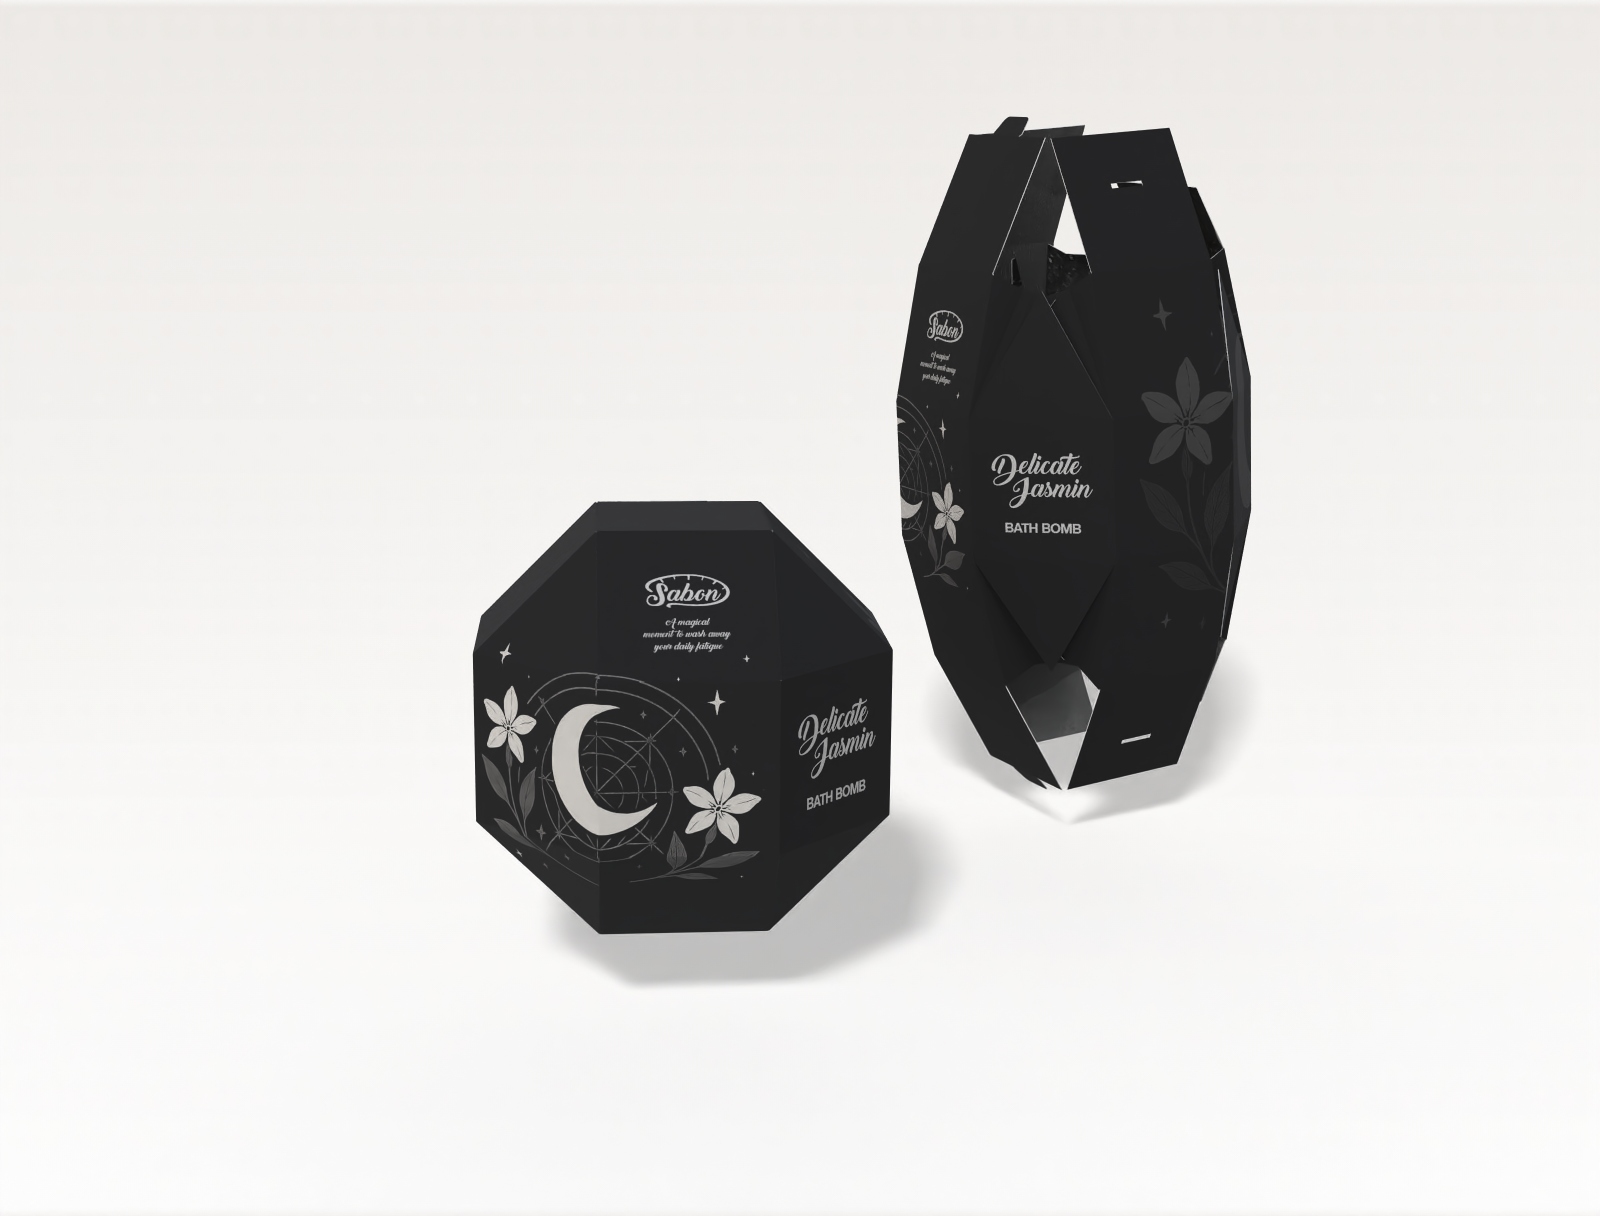 Sabon
A magical
moment to wash away
your daily fatigue
Delicate
Jasmin
BATH BOMB
Sabon
A magical
moment to wash away
your daily fatigue
Delicate
Jasmin
BATH BOMB